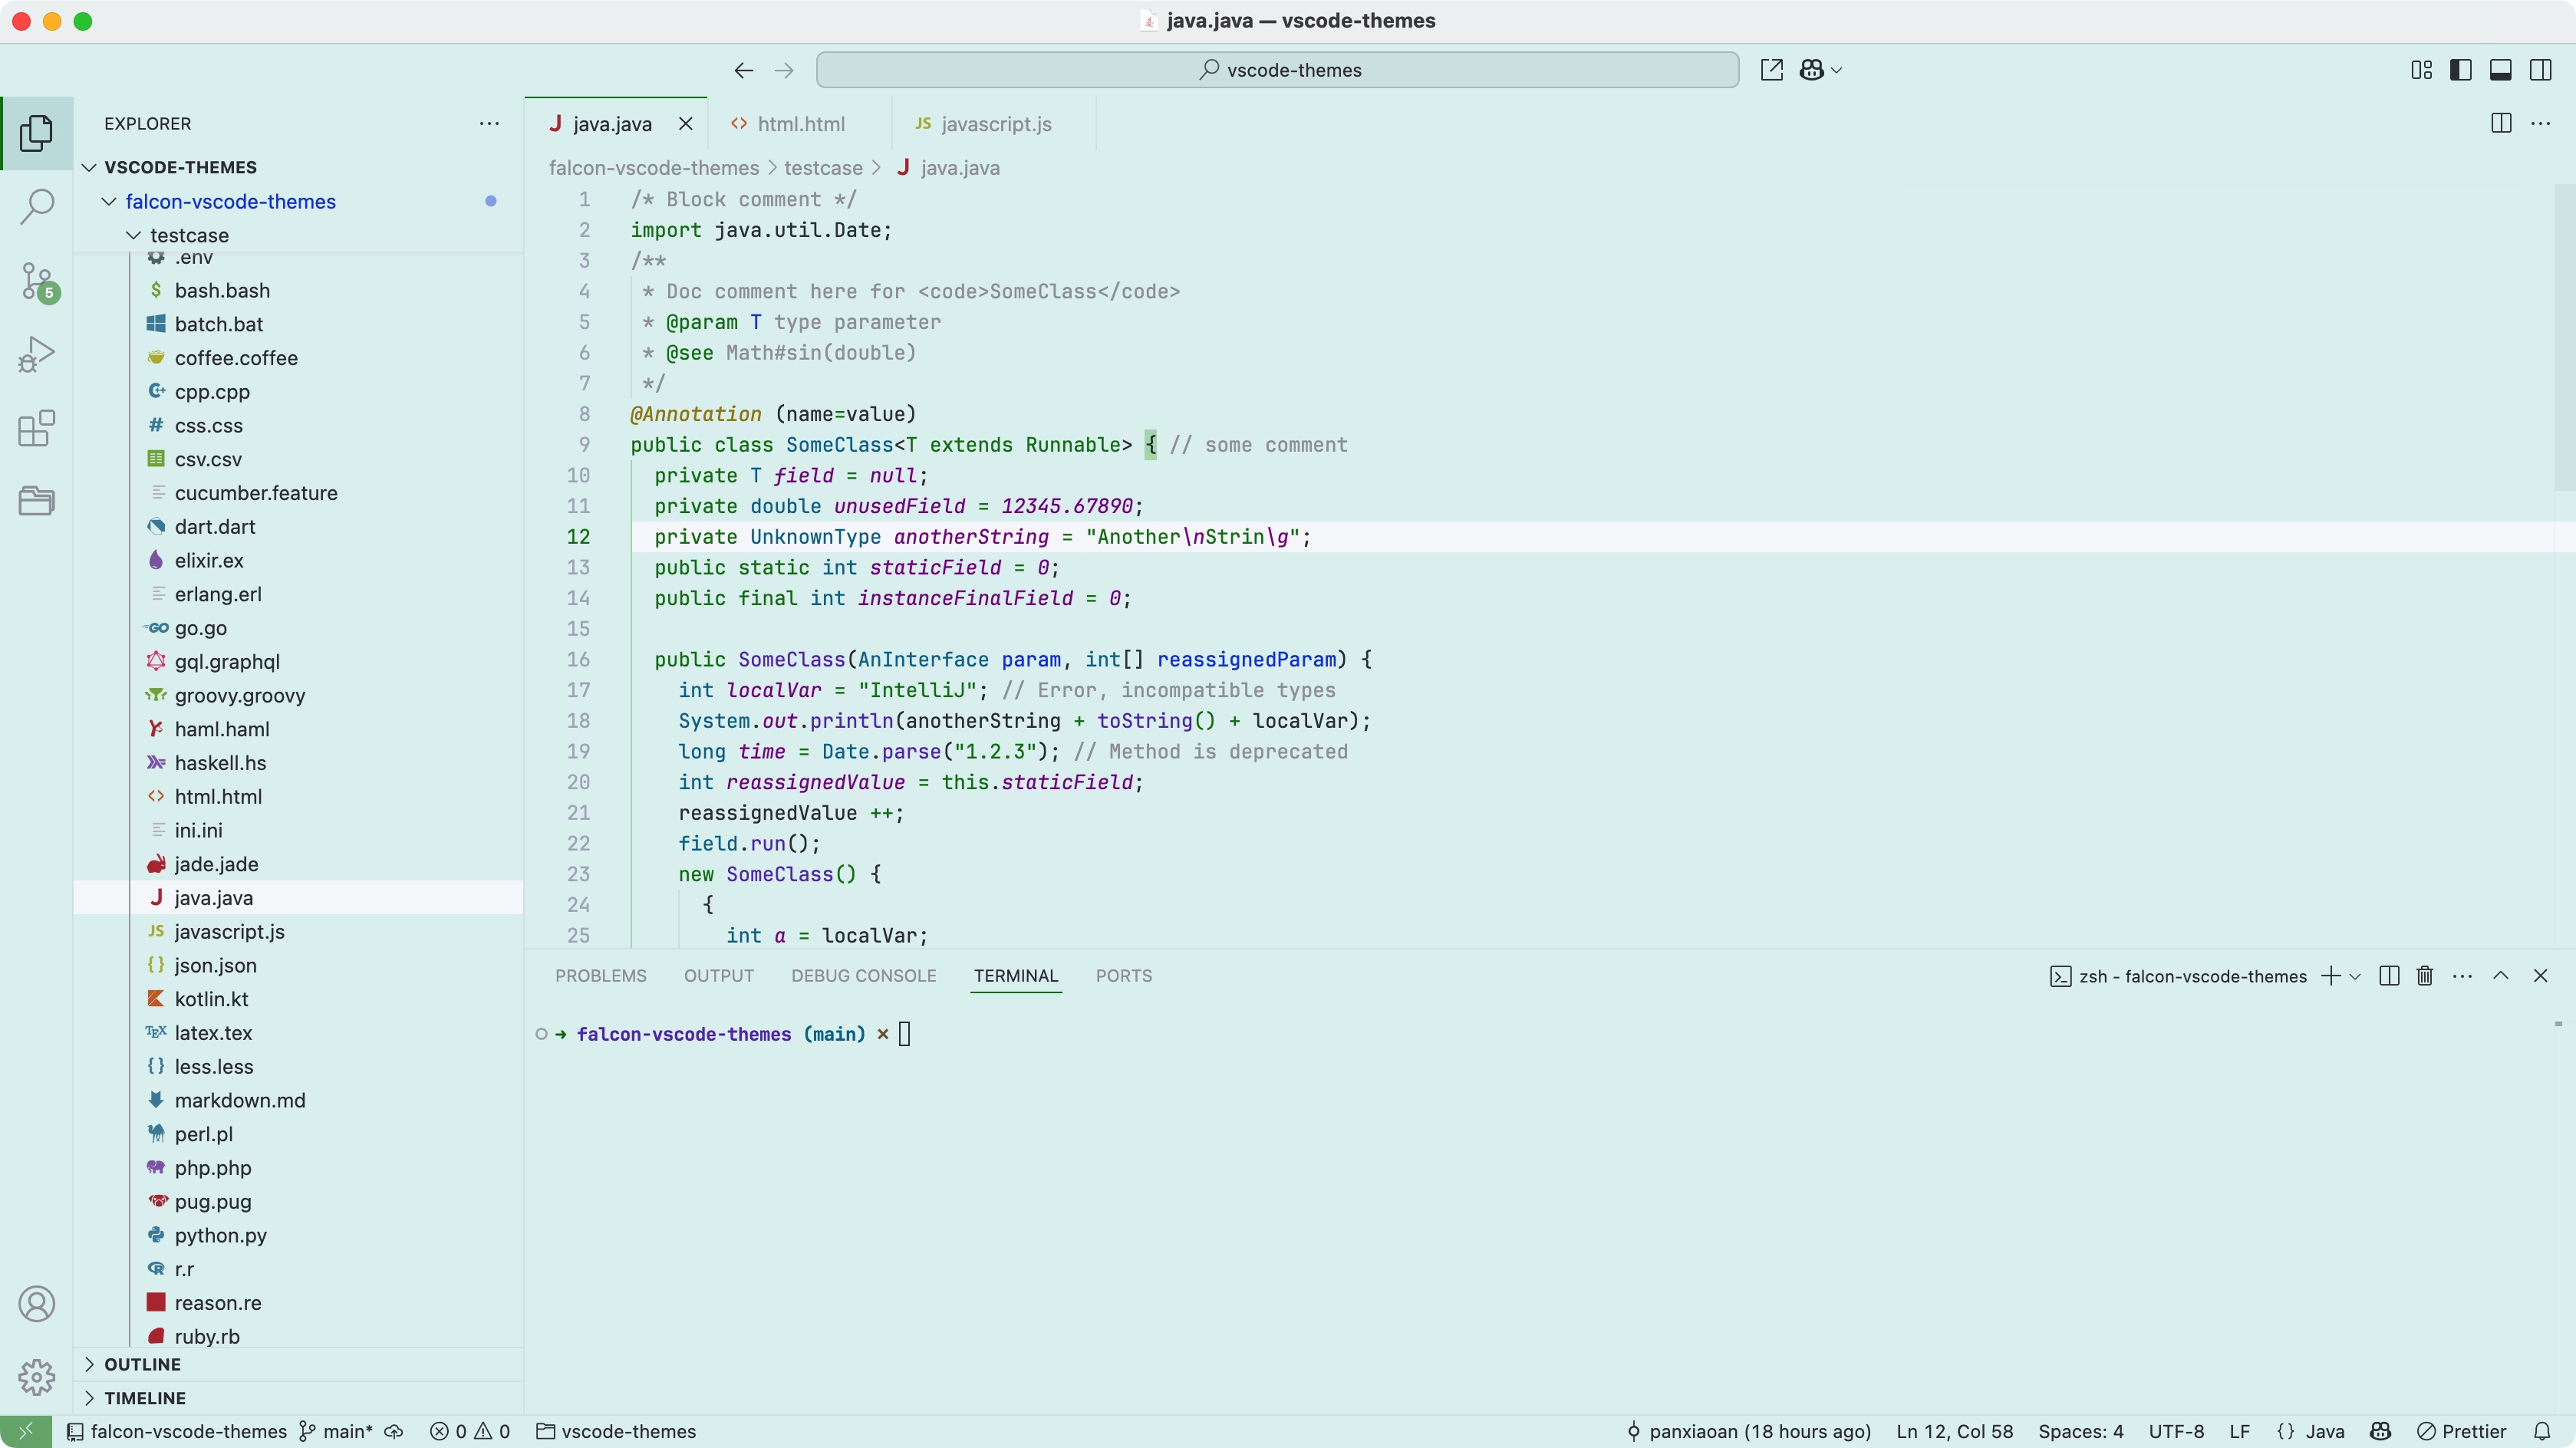 java.java — vscode-themes
vscode-themes
EXPLORER
VSCODE-THEMES
falcon-vscode-themes
testcase
.env
bash.bash
batch.bat
coffee.coffee
cpp.cpp
css.css
csv.csv
cucumber.feature
dart.dart
elixir.ex
erlang.erl
go.go
gql.graphql
groovy.groovy
haml.haml
haskell.hs
html.html
ini.ini
jade.jade
java.java
javascript.js
json.json
kotlin.kt
latex.tex
less.less
markdown.md
perl.pl
php.php
pug.pug
python.py
r.r
reason.re
ruby.rb
OUTLINE
TIMELINE
5
java.java
html.html
JS javascript.js
falcon-vscode-themes > testcase > java.java
1 /* Block comment */
2 import java.util.Date;
3 /**
4 * Doc comment here for <code>SomeClass</code>
5 * @param T type parameter
6 * @see Math#sin(double)
7 */
8 @Annotation (name=value)
9 public class SomeClass<T extends Runnable> { // some comment
10 private T field = null;
11 private double unusedField = 12345.67890;
12 private UnknownType anotherString = "Another\nStrin\g";
13 public static int staticField = 0;
14 public final int instanceFinalField = 0;
15
16 public SomeClass(AnInterface param, int[] reassignedParam) {
17 int localVar = "IntelliJ"; // Error, incompatible types
18 System.out.println(anotherString + toString() + localVar);
19 long time = Date.parse("1.2.3"); // Method is deprecated
20 int reassignedValue = this.staticField;
21 reassignedValue ++;
22 field.run();
23 new SomeClass() {
24 {
25 int a = localVar;
PROBLEMS OUTPUT DEBUG CONSOLE TERMINAL PORTS
zsh - falcon-vscode-themes
➜ falcon-vscode-themes (main) ×
falcon-vscode-themes main* 0 0 vscode-themes
panxiaoan (18 hours ago) Ln 12, Col 58 Spaces: 4 UTF-8 LF {} Java Prettier